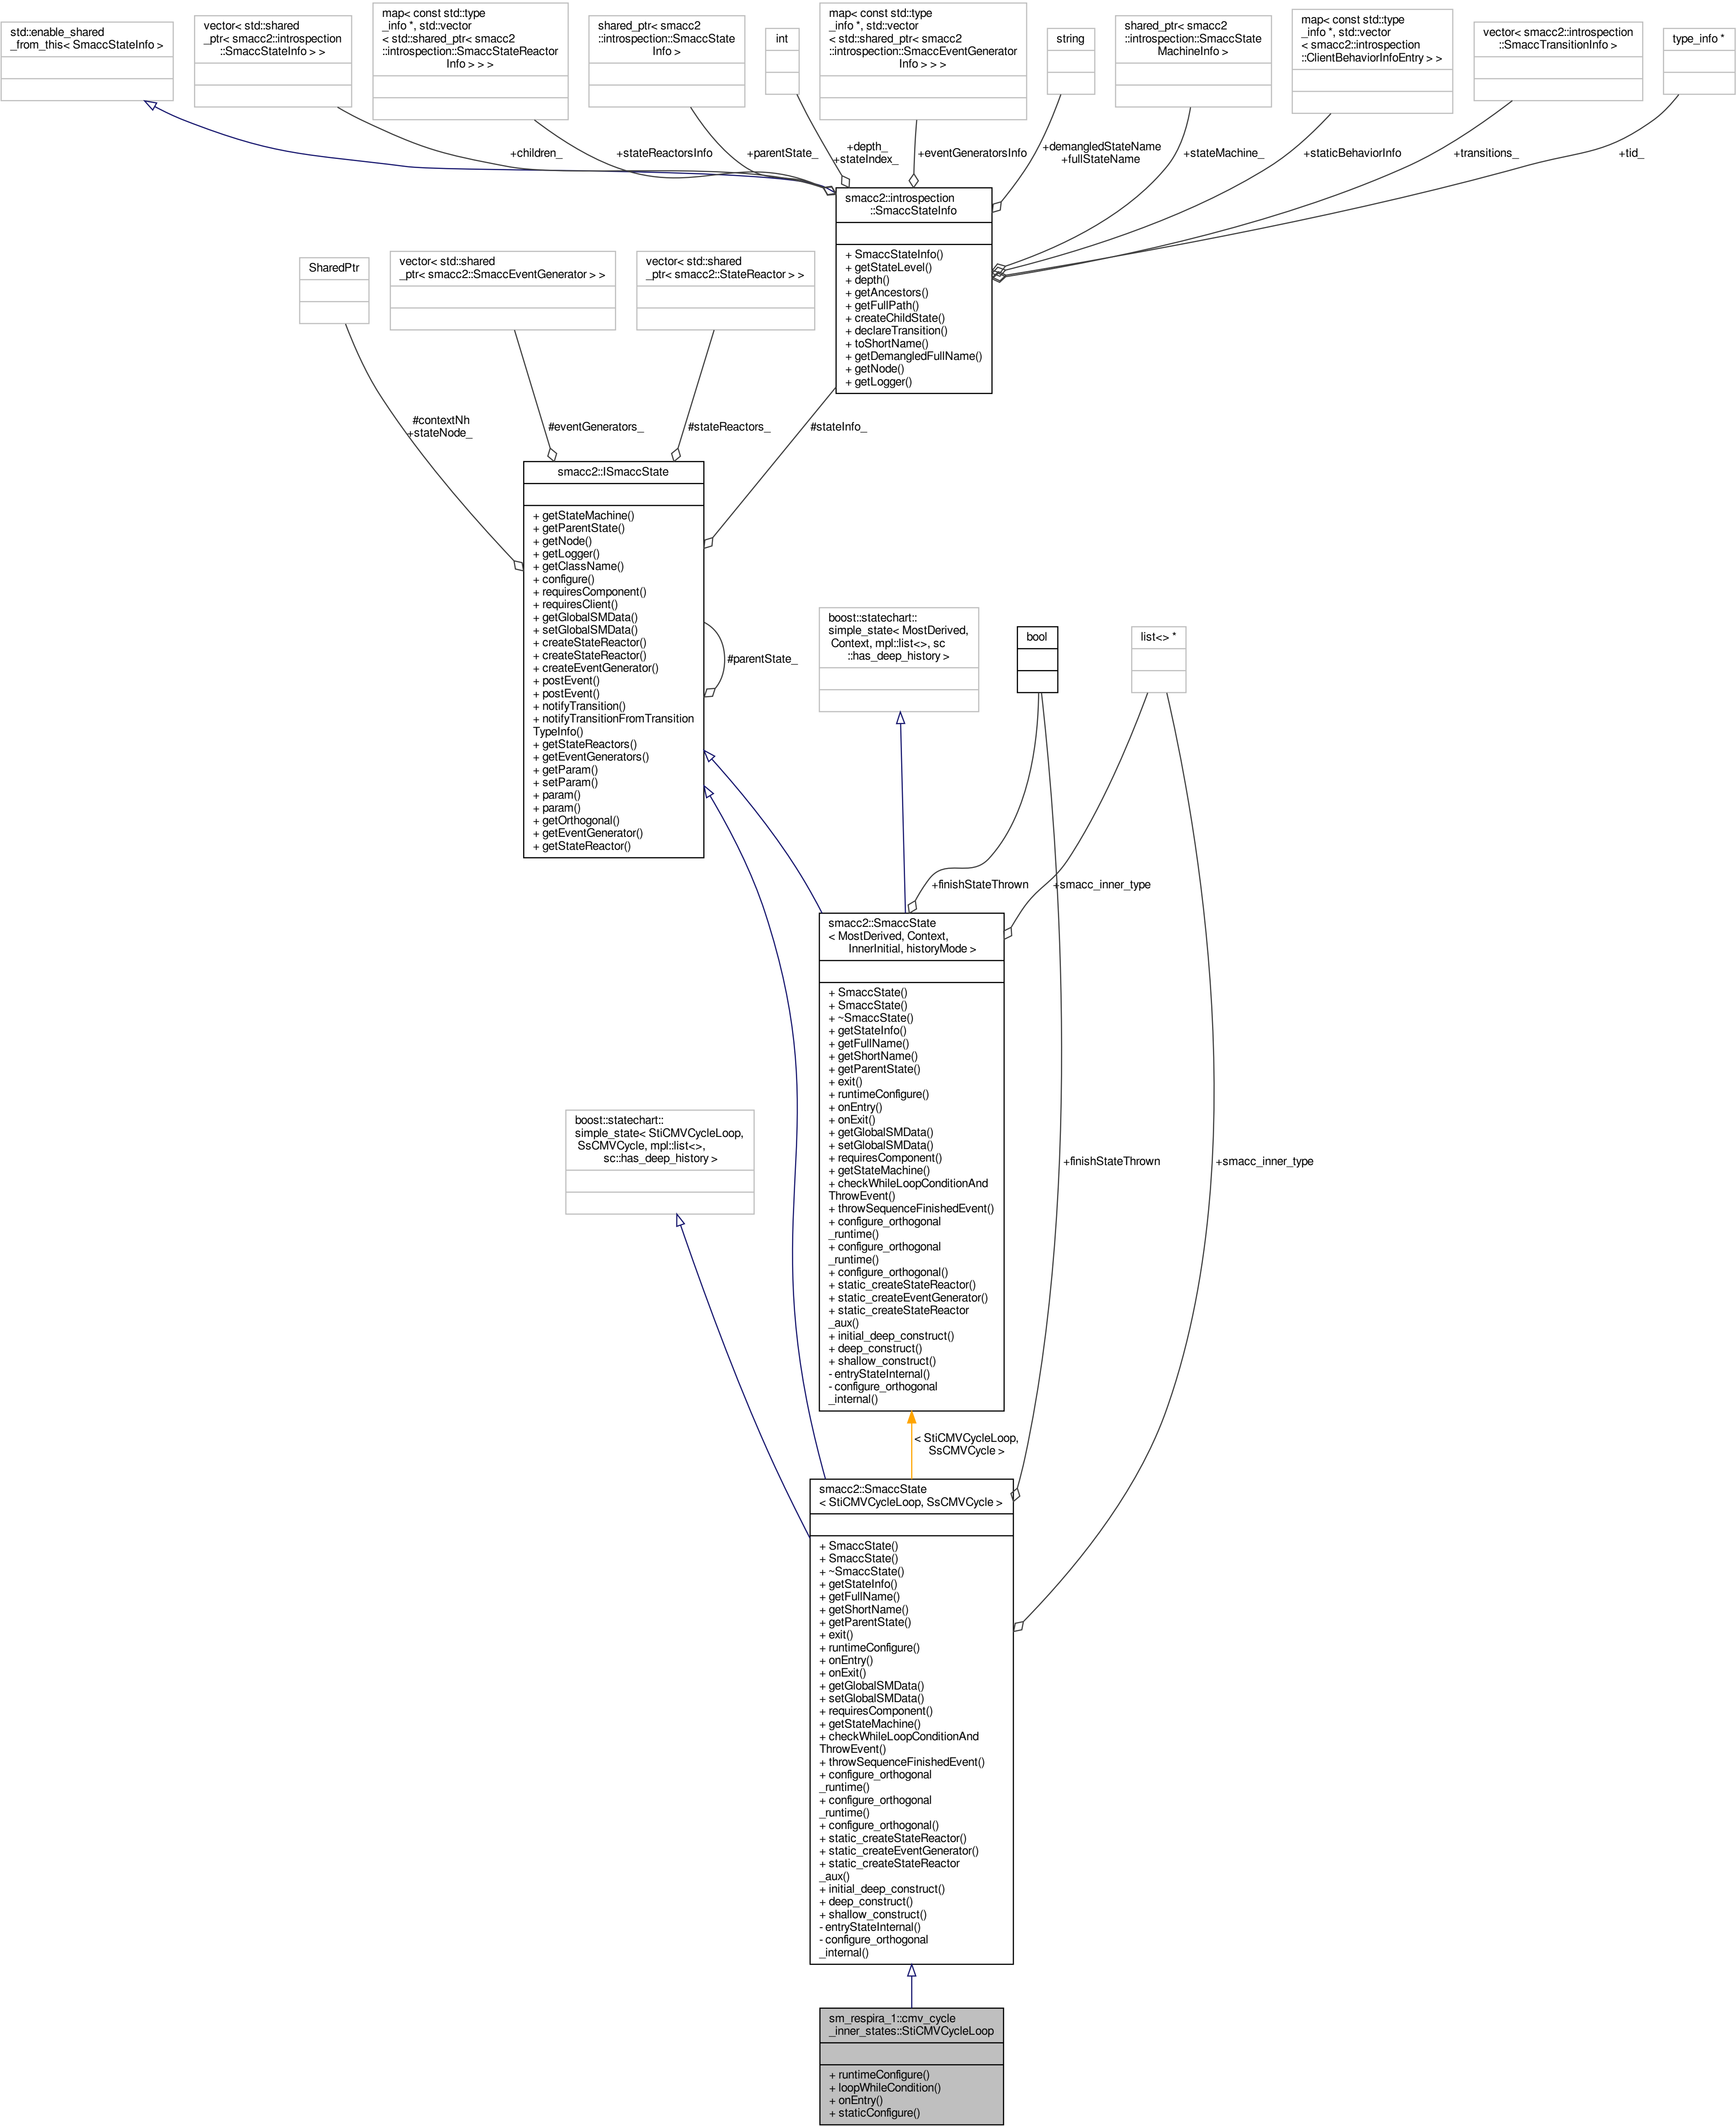 std::enable_shared
_from_this< SmaccStateInfo >
vector< std::shared
_ptr< smacc2::introspection
::SmaccStateInfo > >
map< const std::type
_info *, std::vector
< std::shared_ptr< smacc2
::introspection::SmaccStateReactor
Info > > >
shared_ptr< smacc2
::introspection::SmaccState
Info >
int
map< const std::type
_info *, std::vector
< std::shared_ptr< smacc2
::introspection::SmaccEventGenerator
Info > > >
string
shared_ptr< smacc2
::introspection::SmaccState
MachineInfo >
map< const std::type
_info *, std::vector
< smacc2::introspection
::ClientBehaviorInfoEntry > >
vector< smacc2::introspection
::SmaccTransitionInfo >
type_info *
+children_
+stateReactorsInfo
+parentState_
+depth_
+stateIndex_
+eventGeneratorsInfo
+demangledStateName
+fullStateName
+stateMachine_
+staticBehaviorInfo
+transitions_
+tid_
smacc2::introspection
::SmaccStateInfo
+ SmaccStateInfo()
+ getStateLevel()
+ depth()
+ getAncestors()
+ getFullPath()
+ createChildState()
+ declareTransition()
+ toShortName()
+ getDemangledFullName()
+ getNode()
+ getLogger()
SharedPtr
vector< std::shared
_ptr< smacc2::SmaccEventGenerator > >
vector< std::shared
_ptr< smacc2::StateReactor > >
#contextNh
+stateNode_
#eventGenerators_
#stateReactors_
#stateInfo_
smacc2::ISmaccState
+ getStateMachine()
+ getParentState()
+ getNode()
+ getLogger()
+ getClassName()
+ configure()
+ requiresComponent()
+ requiresClient()
+ getGlobalSMData()
+ setGlobalSMData()
+ createStateReactor()
+ createStateReactor()
+ createEventGenerator()
+ postEvent()
+ postEvent()
+ notifyTransition()
+ notifyTransitionFromTransition
TypeInfo()
+ getStateReactors()
+ getEventGenerators()
+ getParam()
+ setParam()
+ param()
+ param()
+ getOrthogonal()
+ getEventGenerator()
+ getStateReactor()
#parentState_
boost::statechart::
simple_state< MostDerived,
Context, mpl::list<>, sc
::has_deep_history >
bool
list<> *
+finishStateThrown
+smacc_inner_type
smacc2::SmaccState
< MostDerived, Context,
InnerInitial, historyMode >
+ SmaccState()
+ SmaccState()
+ ~SmaccState()
+ getStateInfo()
+ getFullName()
+ getShortName()
+ getParentState()
+ exit()
+ runtimeConfigure()
+ onEntry()
+ onExit()
+ getGlobalSMData()
+ setGlobalSMData()
+ requiresComponent()
+ getStateMachine()
+ checkWhileLoopConditionAnd
ThrowEvent()
+ throwSequenceFinishedEvent()
+ configure_orthogonal
_runtime()
+ configure_orthogonal
_runtime()
+ configure_orthogonal()
+ static_createStateReactor()
+ static_createEventGenerator()
+ static_createStateReactor
_aux()
+ initial_deep_construct()
+ deep_construct()
+ shallow_construct()
- entryStateInternal()
- configure_orthogonal
_internal()
boost::statechart::
simple_state< StiCMVCycleLoop,
SsCMVCycle, mpl::list<>,
sc::has_deep_history >
+finishStateThrown
+smacc_inner_type
< StiCMVCycleLoop,
SsCMVCycle >
smacc2::SmaccState
< StiCMVCycleLoop, SsCMVCycle >
+ SmaccState()
+ SmaccState()
+ ~SmaccState()
+ getStateInfo()
+ getFullName()
+ getShortName()
+ getParentState()
+ exit()
+ runtimeConfigure()
+ onEntry()
+ onExit()
+ getGlobalSMData()
+ setGlobalSMData()
+ requiresComponent()
+ getStateMachine()
+ checkWhileLoopConditionAnd
ThrowEvent()
+ throwSequenceFinishedEvent()
+ configure_orthogonal
_runtime()
+ configure_orthogonal
_runtime()
+ configure_orthogonal()
+ static_createStateReactor()
+ static_createEventGenerator()
+ static_createStateReactor
_aux()
+ initial_deep_construct()
+ deep_construct()
+ shallow_construct()
- entryStateInternal()
- configure_orthogonal
_internal()
sm_respira_1::cmv_cycle
_inner_states::StiCMVCycleLoop
+ runtimeConfigure()
+ loopWhileCondition()
+ onEntry()
+ staticConfigure()